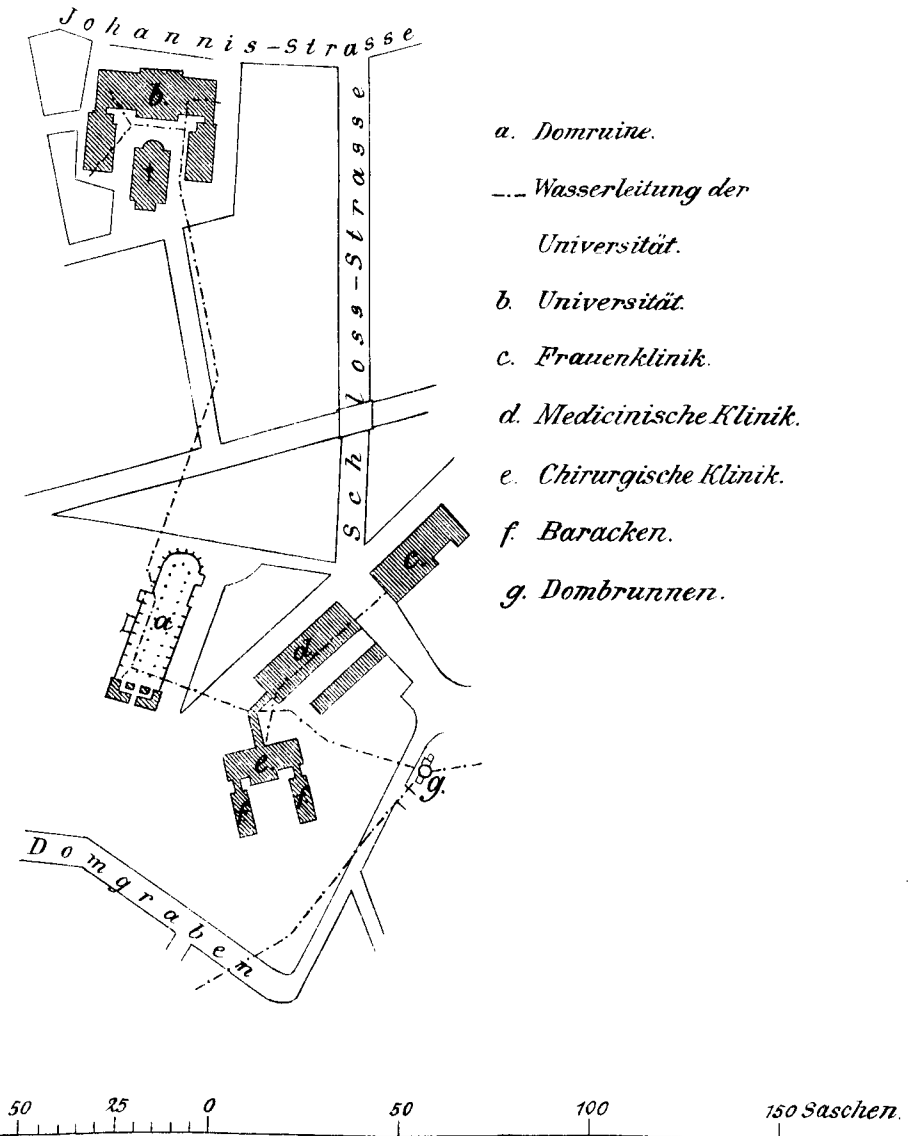 Johannis-Strasse
b.
f
Schloss-Strasse
a
c.
d.
e.
f
f
g.
Domgraben
a. Domruine.
_._ Wasserleitung der
Universität.
b. Universität.
c. Frauenklinik.
d. Medicinische Klinik.
e. Chirurgische Klinik.
f. Baracken.
g. Dombrunnen.
50 25 0 50 100 150 Saschen.